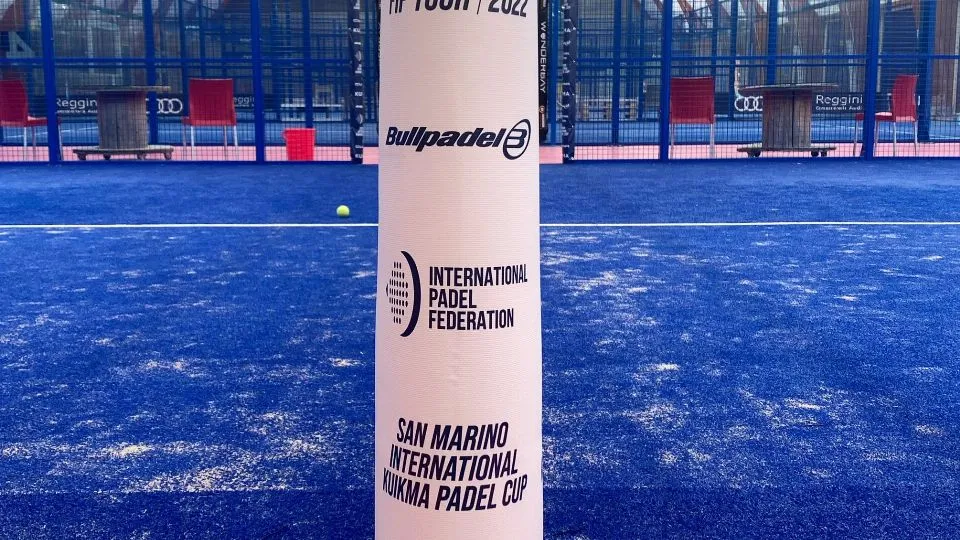 FIP TOUR | 2022
WONDERBAY
Reggini
Reggini
Bullpadel B
INTERNATIONAL
PADEL
FEDERATION
SAN MARINO
INTERNATIONAL
KUIKMA PADEL CUP